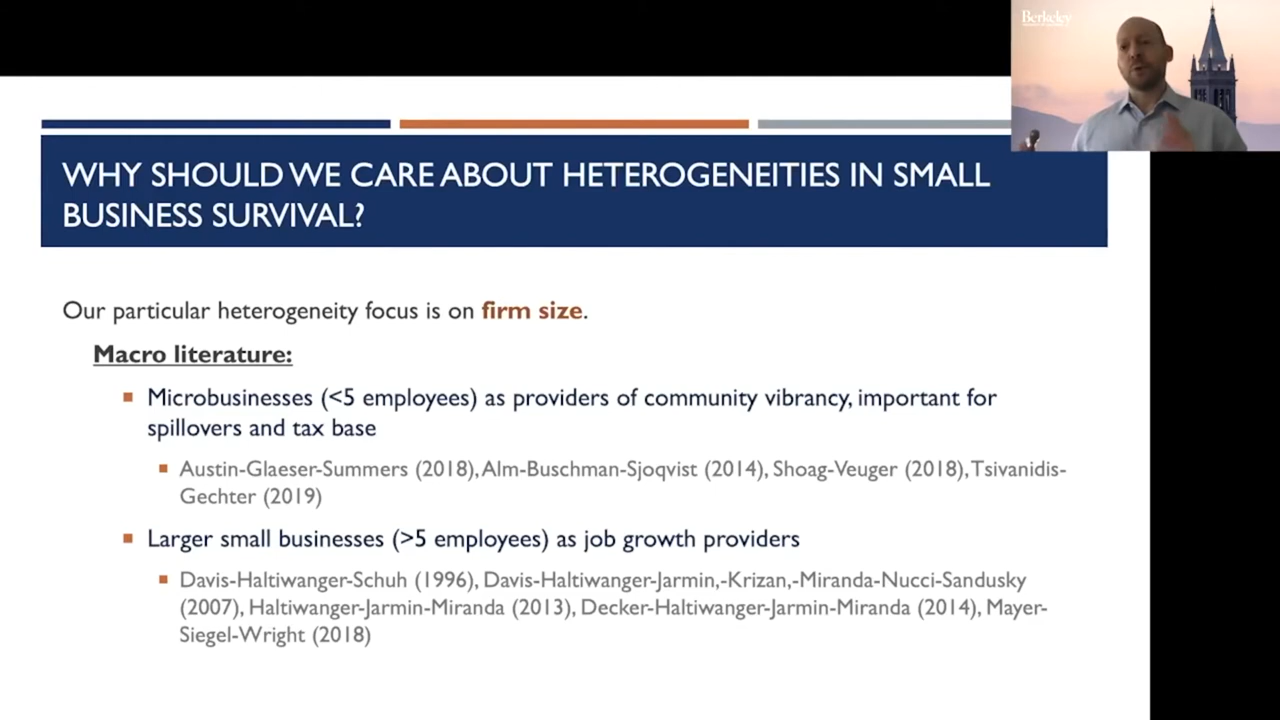 Berkeley
WHY SHOULD WE CARE ABOUT HETEROGENEITIES IN SMALL
BUSINESS SURVIVAL?
Our particular heterogeneity focus is on firm size.
Macro literature:
Microbusinesses (<5 employees) as providers of community vibrancy, important for
spillovers and tax base
Austin-Glaeser-Summers (2018), Alm-Buschman-Sjoqvist (2014), Shoag-Veuger (2018), Tsivanidis-
Gechter (2019)
Larger small businesses (>5 employees) as job growth providers
Davis-Haltiwanger-Schuh (1996), Davis-Haltiwanger-Jarmin,-Krizan,-Miranda-Nucci-Sandusky
(2007), Haltiwanger-Jarmin-Miranda (2013), Decker-Haltiwanger-Jarmin-Miranda (2014), Mayer-
Siegel-Wright (2018)